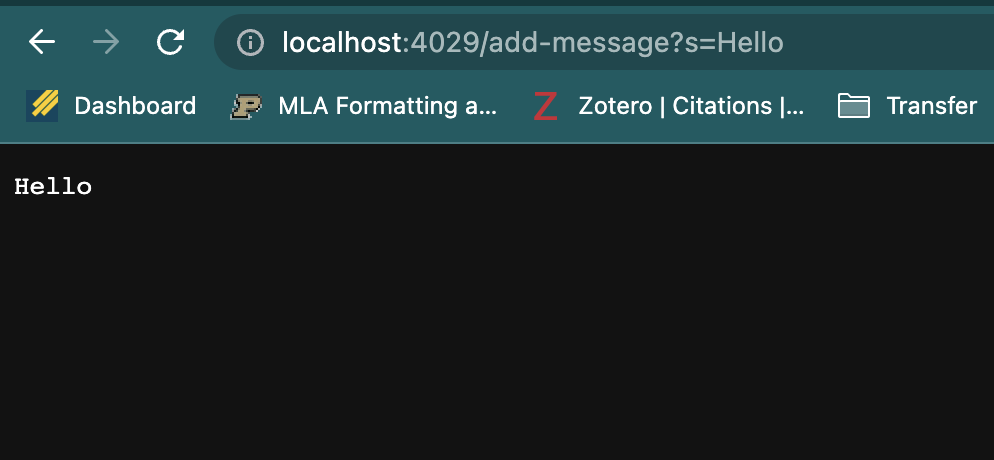 localhost:4029/add-message?s=Hello
Dashboard MLA Formatting a... Zotero | Citations |... Transfer
Hello